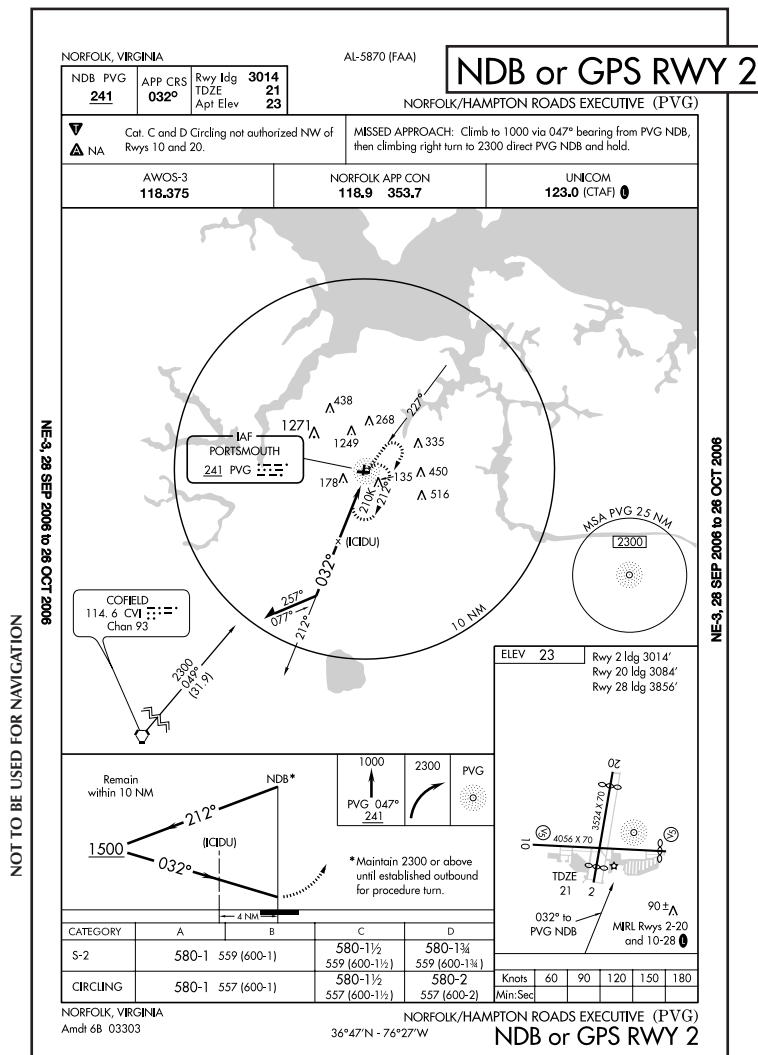 NORFOLK, VIRGINIA
AL-5870 (FAA)
NDB or GPS RWY 2
NDB PVG
241
APP CRS
032°
Rwy ldg 3014
TDZE 21
Apt Elev 23
NORFOLK/HAMPTON ROADS EXECUTIVE (PVG)
T
A NA
Cat. C and D Circling not authorized NW of
Rwys 10 and 20.
MISSED APPROACH: Climb to 1000 via 047° bearing from PVG NDB,
then climbing right turn to 2300 direct PVG NDB and hold.
AWOS-3
118.375
NORFOLK APP CON
118.9 353.7
UNICOM
123.0 (CTAF) L
438
1271
268
1249
227°
335
IAF
PORTSMOUTH
241 PVG
178
135
450
516
210K
212°
(ICIDU)
032°
MSA PVG 25 NM
2300
COFIELD
114.6 CVI
Chan 93
257°
077°
212°
10 NM
2300
049°
(31.9)
ELEV 23
Rwy 2 ldg 3014'
Rwy 20 ldg 3084'
Rwy 28 ldg 3856'
20
3524 X 70
V5
V5
10
4056 X 70
TDZE
21
2
032° to
PVG NDB
90±
MIRL Rwys 2-20
and 10-28 L
Remain
within 10 NM
NDB*
212°
1500
(ICIDU)
032°
4 NM
1000
PVG 047°
241
2300
PVG
*Maintain 2300 or above
until established outbound
for procedure turn.
CATEGORY A B C D
S-2 580-1 559 (600-1) 580-1½ 559 (600-1½) 580-1¾ 559 (600-1¾)
CIRCLING 580-1 557 (600-1) 580-1½ 557 (600-1½) 580-2 557 (600-2)
Knots 60 90 120 150 180
Min:Sec
NORFOLK, VIRGINIA
Amdt 6B 03303
36°47'N - 76°27'W
NORFOLK/HAMPTON ROADS EXECUTIVE (PVG)
NDB or GPS RWY 2
NE-3, 28 SEP 2006 to 26 OCT 2006
NE-3, 28 SEP 2006 to 26 OCT 2006
NOT TO BE USED FOR NAVIGATION